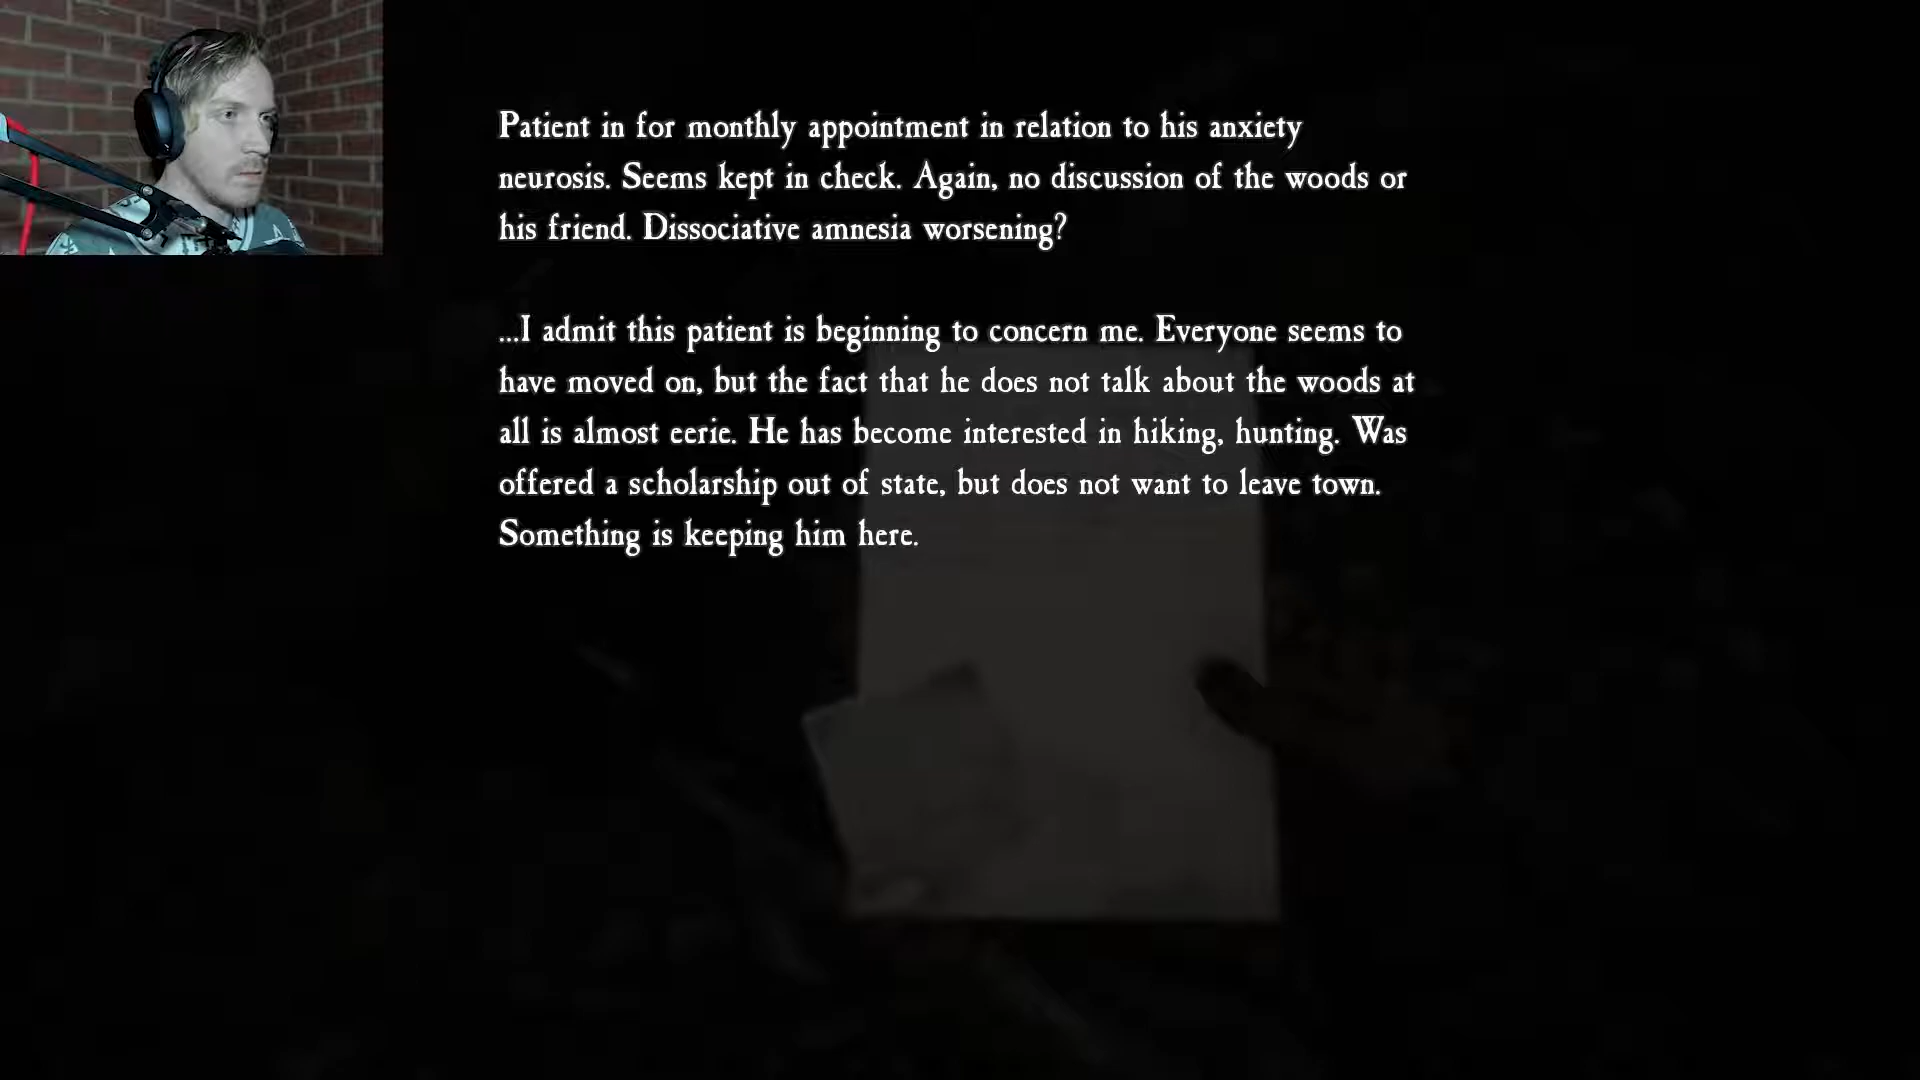 Patient in for monthly appointment in relation to his anxiety
neurosis. Seems kept in check. Again, no discussion of the woods or
his friend. Dissociative amnesia worsening?
...I admit this patient is beginning to concern me. Everyone seems to
have moved on, but the fact that he does not talk about the woods at
all is almost eerie. He has become interested in hiking, hunting. Was
offered a scholarship out of state, but does not want to leave town.
Something is keeping him here.